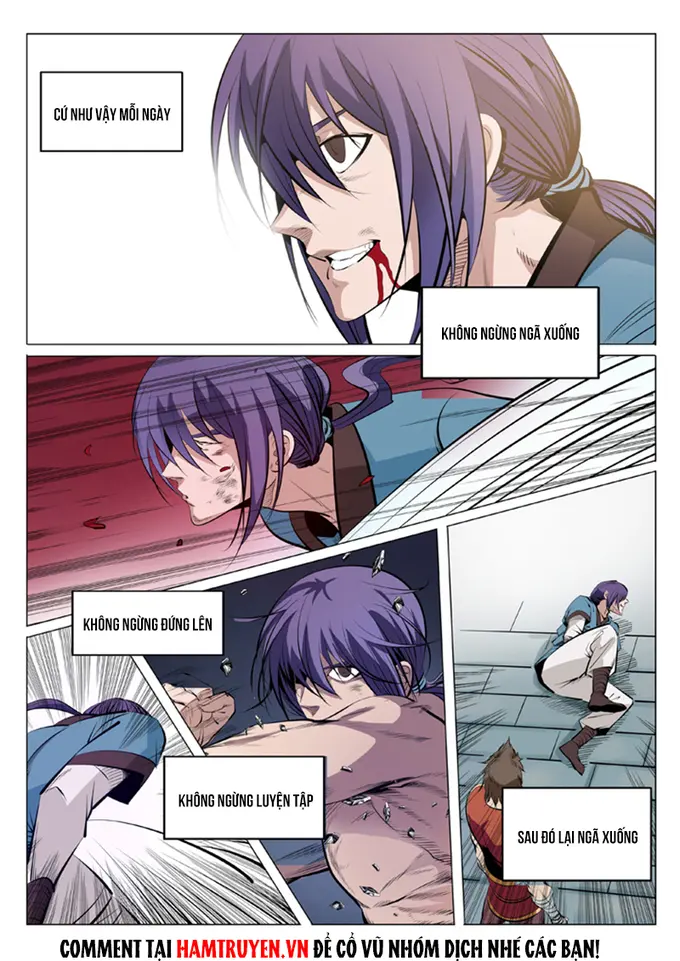 CỨ NHƯ VẬY MỖI NGÀY
KHÔNG NGỪNG NGÃ XUỐNG
KHÔNG NGỪNG ĐỨNG LÊN
KHÔNG NGỪNG LUYỆN TẬP
SAU ĐÓ LẠI NGÃ XUỐNG
COMMENT TẠI HAMTRUYEN.VN ĐỂ CỔ VŨ NHÓM DỊCH NHÉ CÁC BẠN!